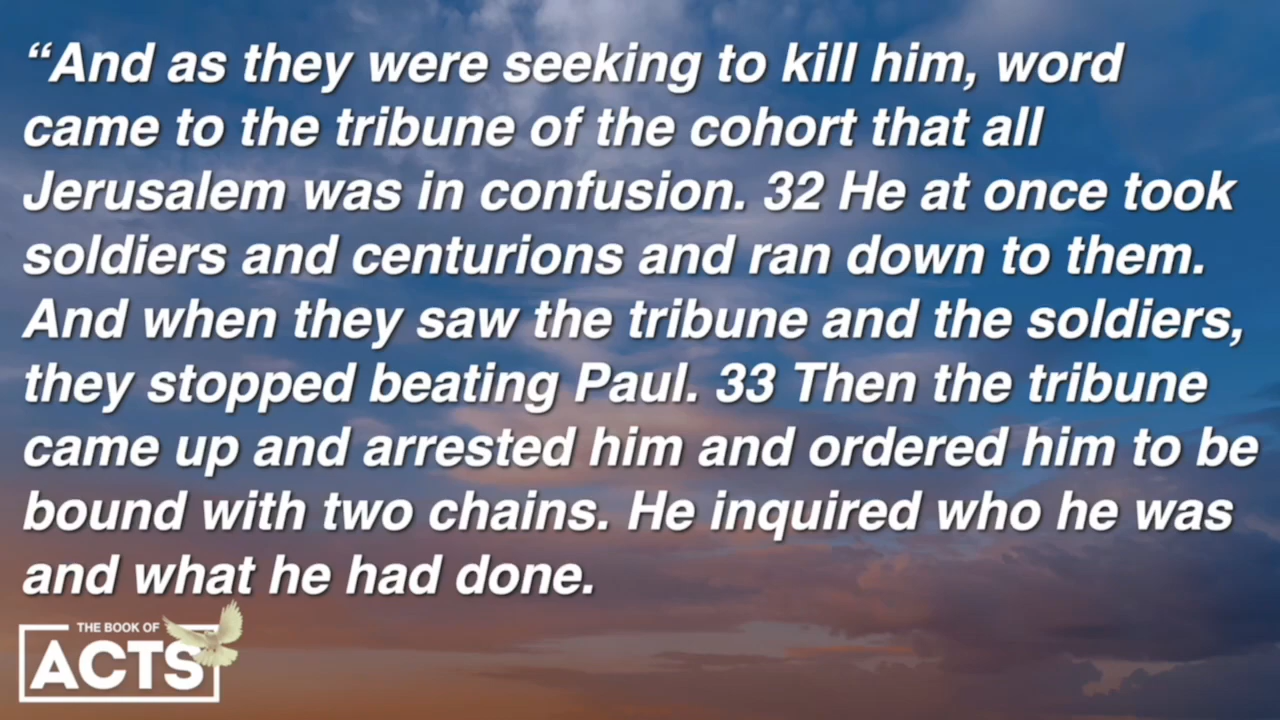 “And as they were seeking to kill him, word
came to the tribune of the cohort that all
Jerusalem was in confusion. 32 He at once took
soldiers and centurions and ran down to them.
And when they saw the tribune and the soldiers,
they stopped beating Paul. 33 Then the tribune
came up and arrested him and ordered him to be
bound with two chains. He inquired who he was
and what he had done.
THE BOOK OF
ACTS